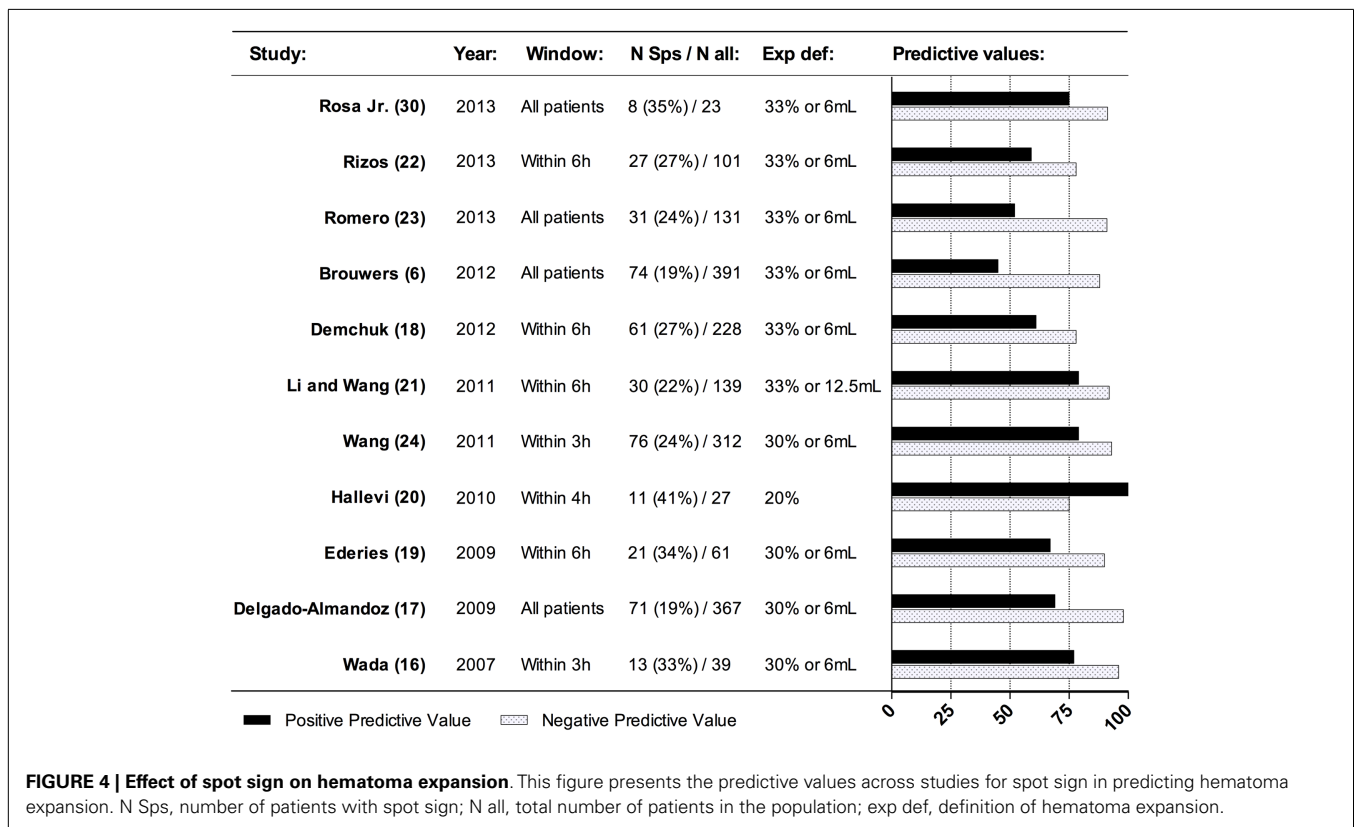 Study: Year: Window: N Sps / N all: Exp def: Predictive values:
Rosa Jr. (30) 2013 All patients 8 (35%) / 23 33% or 6mL
Rizos (22) 2013 Within 6h 27 (27%) / 101 33% or 6mL
Romero (23) 2013 All patients 31 (24%) / 131 33% or 6mL
Brouwers (6) 2012 All patients 74 (19%) / 391 33% or 6mL
Demchuk (18) 2012 Within 6h 61 (27%) / 228 33% or 6mL
Li and Wang (21) 2011 Within 6h 30 (22%) / 139 33% or 12.5mL
Wang (24) 2011 Within 3h 76 (24%) / 312 30% or 6mL
Hallevi (20) 2010 Within 4h 11 (41%) / 27 20%
Ederies (19) 2009 Within 6h 21 (34%) / 61 30% or 6mL
Delgado-Almandoz (17) 2009 All patients 71 (19%) / 367 30% or 6mL
Wada (16) 2007 Within 3h 13 (33%) / 39 30% or 6mL
0 25 50 75 100
Positive Predictive Value Negative Predictive Value
FIGURE 4 | Effect of spot sign on hematoma expansion. This figure presents the predictive values across studies for spot sign in predicting hematoma
expansion. N Sps, number of patients with spot sign; N all, total number of patients in the population; exp def, definition of hematoma expansion.